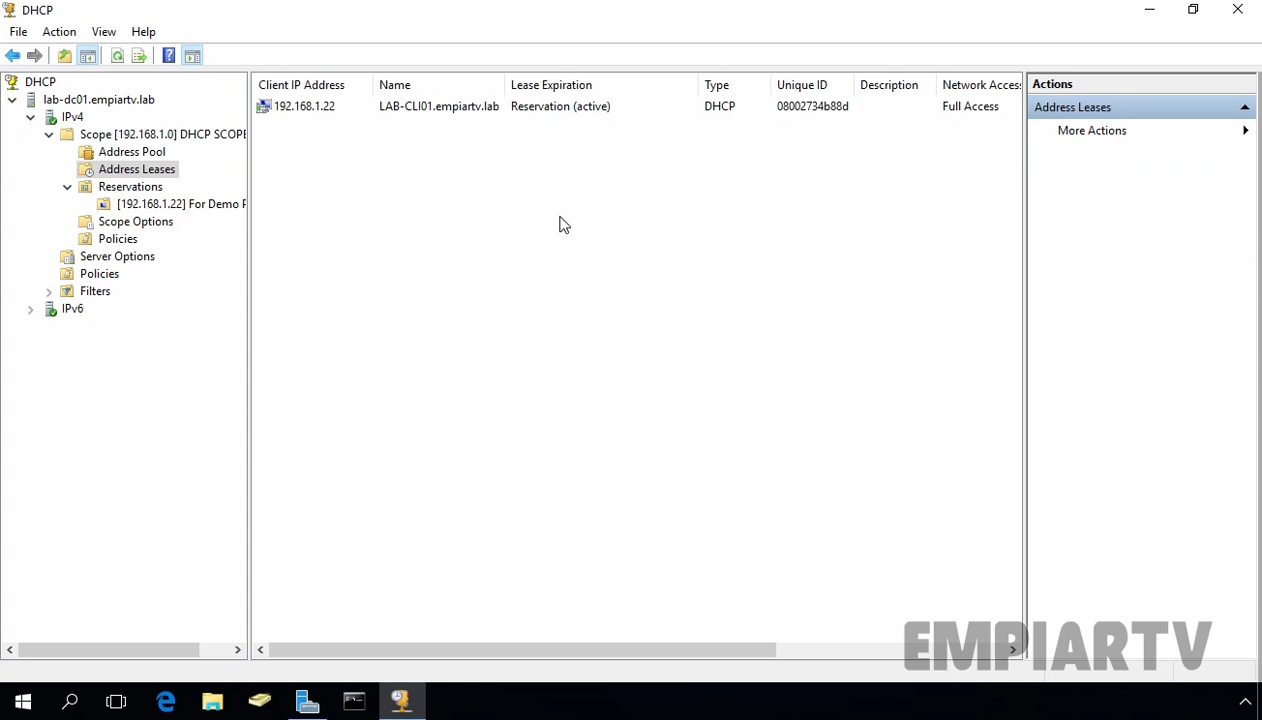 DHCP
File Action View Help
DHCP
lab-dc01.empiartv.lab
IPv4
Scope [192.168.1.0] DHCP SCOPE
Address Pool
Address Leases
Reservations
[192.168.1.22] For Demo
Scope Options
Policies
Server Options
Policies
Filters
IPv6
Client IP Address Name Lease Expiration Type Unique ID Description Network Access
192.168.1.22 LAB-CLI01.empiartv.lab Reservation (active) DHCP 08002734b88d Full Access
Actions
Address Leases
More Actions
EMPIARTV